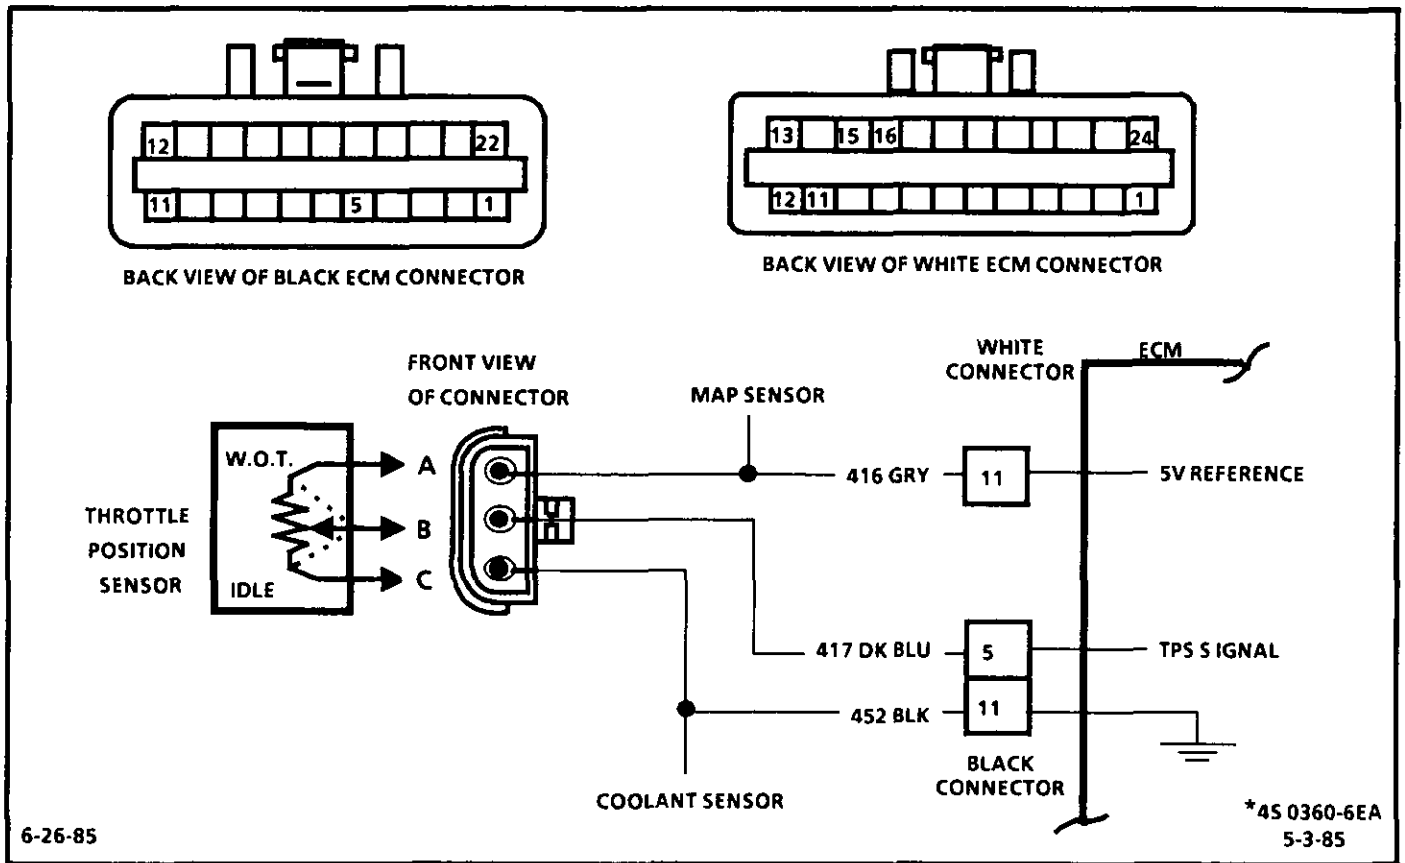 12 22
11 5 1
BACK VIEW OF BLACK ECM CONNECTOR
13 15 16 24
12 11 1
BACK VIEW OF WHITE ECM CONNECTOR
FRONT VIEW
OF CONNECTOR
MAP SENSOR
WHITE
CONNECTOR
ECM
W.O.T.
A
416 GRY
11
5V REFERENCE
THROTTLE
POSITION
SENSOR
B
IDLE
C
417 DK BLU
5
TPS S IGNAL
452 BLK
11
BLACK
CONNECTOR
COOLANT SENSOR
6-26-85
*4S 0360-6EA
5-3-85